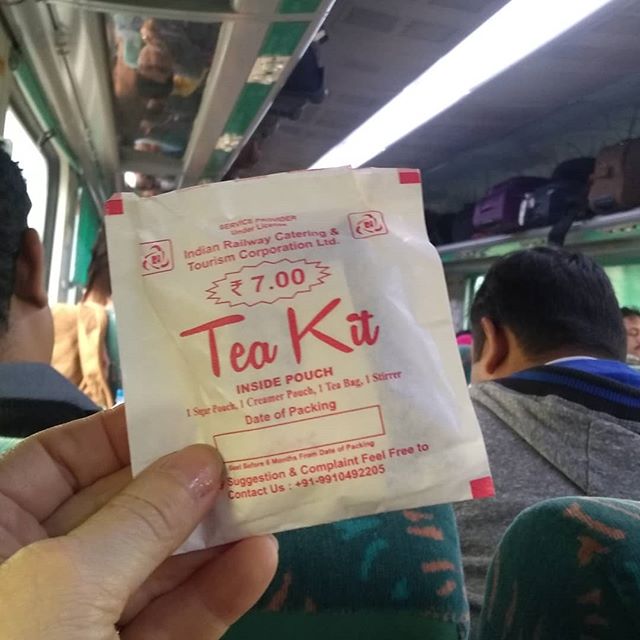 SERVICE PROVIDER
Under License
Indian Railway Catering &
Tourism Corporation Ltd.
₹ 7.00
Tea Kit
INSIDE POUCH
1 Sugar Pouch, 1 Creamer Pouch, 1 Tea Bag, 1 Stirrer
Date of Packing
Best Before 6 Months From Date of Packing
Suggestion & Complaint Feel Free to
Contact Us : +91-9910492205